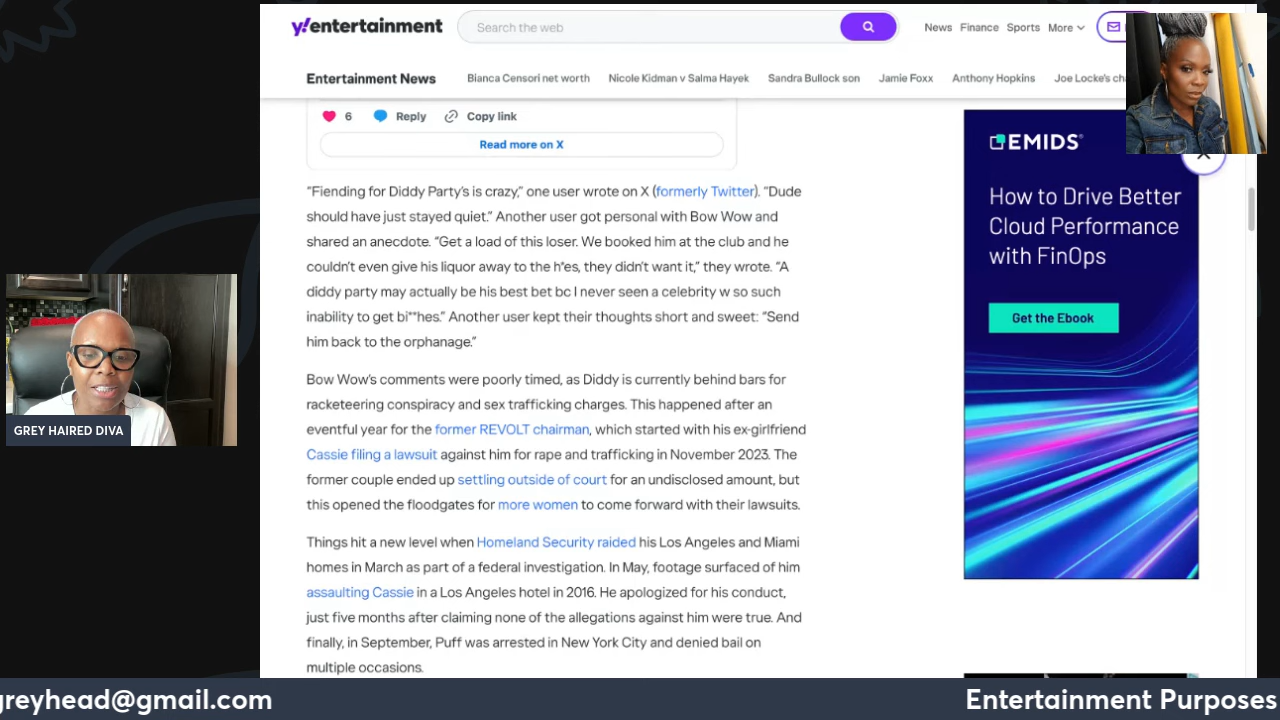 y!entertainment
Search the web
News Finance Sports More
Entertainment News Bianca Censori net worth Nicole Kidman v Salma Hayek Sandra Bullock son Jamie Foxx Anthony Hopkins Joe Locke's
6 Reply Copy link
Read more on X
"Fiending for Diddy Party's is crazy," one user wrote on X (formerly Twitter). "Dude
should have just stayed quiet." Another user got personal with Bow Wow and
shared an anecdote. "Get a load of this loser. We booked him at the club and he
couldn't even give his liquor away to the h*es, they didn't want it," they wrote. "A
diddy party may actually be his best bet bc I never seen a celebrity w so such
inability to get bi**hes." Another user kept their thoughts short and sweet: "Send
him back to the orphanage."
Bow Wow's comments were poorly timed, as Diddy is currently behind bars for
racketeering conspiracy and sex trafficking charges. This happened after an
eventful year for the former REVOLT chairman, which started with his ex-girlfriend
Cassie filing a lawsuit against him for rape and trafficking in November 2023. The
former couple ended up settling outside of court for an undisclosed amount, but
this opened the floodgates for more women to come forward with their lawsuits.
Things hit a new level when Homeland Security raided his Los Angeles and Miami
homes in March as part of a federal investigation. In May, footage surfaced of him
assaulting Cassie in a Los Angeles hotel in 2016. He apologized for his conduct,
just five months after claiming none of the allegations against him were true. And
finally, in September, Puff was arrested in New York City and denied bail on
multiple occasions.
EMIDS®
How to Drive Better
Cloud Performance
with FinOps
Get the Ebook
GREY HAIRED DIVA
greyhead@gmail.com
Entertainment Purposes